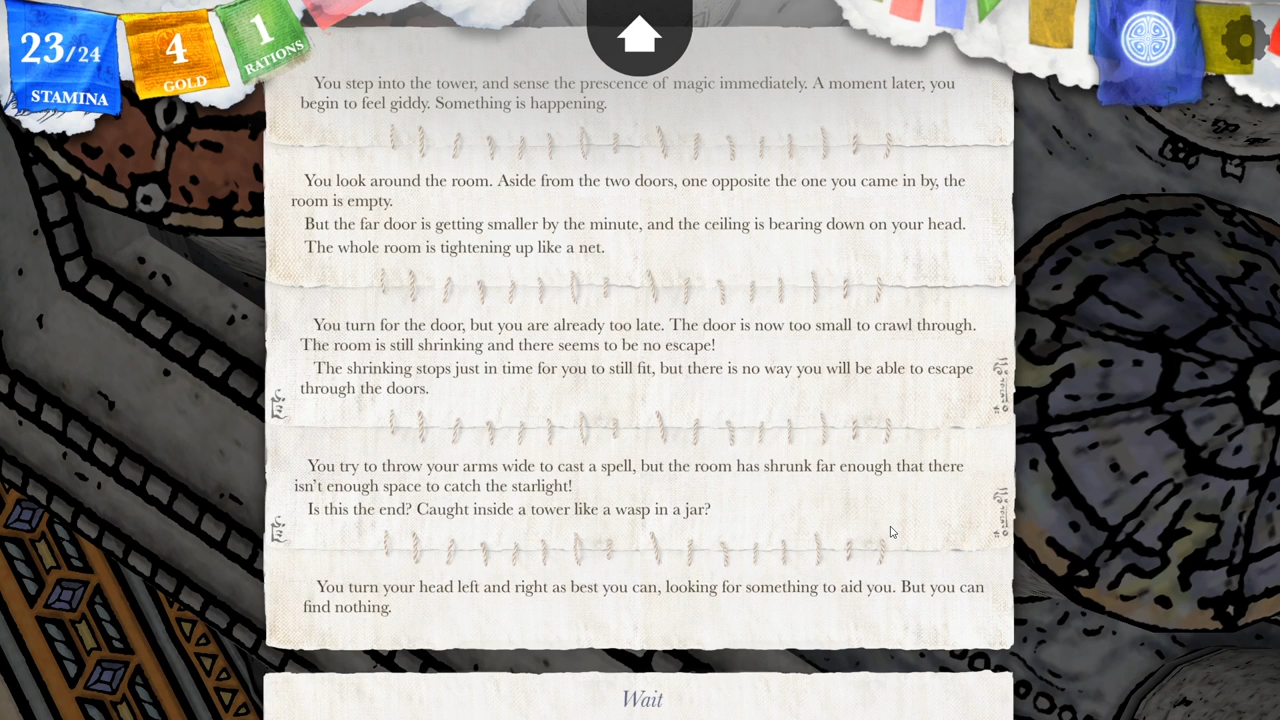 23/24
STAMINA
4
GOLD
1
RATIONS
You step into the tower, and sense the prescence of magic immediately. A moment later, you
begin to feel giddy. Something is happening.
You look around the room. Aside from the two doors, one opposite the one you came in by, the
room is empty.
But the far door is getting smaller by the minute, and the ceiling is bearing down on your head.
The whole room is tightening up like a net.
You turn for the door, but you are already too late. The door is now too small to crawl through.
The room is still shrinking and there seems to be no escape!
The shrinking stops just in time for you to still fit, but there is no way you will be able to escape
through the doors.
You try to throw your arms wide to cast a spell, but the room has shrunk far enough that there
isn't enough space to catch the starlight!
Is this the end? Caught inside a tower like a wasp in a jar?
You turn your head left and right as best you can, looking for something to aid you. But you can
find nothing.
Wait